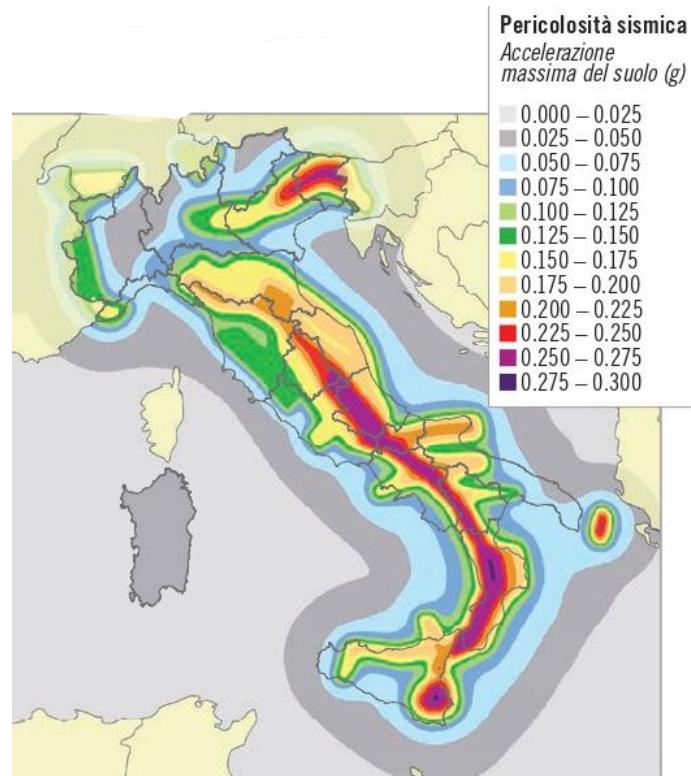 Pericolosità sismica
Accelerazione
massima del suolo (g)
0.000 – 0.025
0.025 – 0.050
0.050 – 0.075
0.075 – 0.100
0.100 – 0.125
0.125 – 0.150
0.150 – 0.175
0.175 – 0.200
0.200 – 0.225
0.225 – 0.250
0.250 – 0.275
0.275 – 0.300